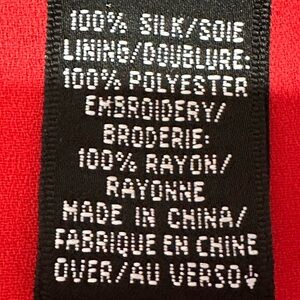 100% SILK/SOIE
LINING/DOUBLURE:
100% POLYESTER
EMBROIDERY/
BRODERIE:
100% RAYON/
RAYONNE
MADE IN CHINA/
FABRIQUE EN CHINE
OVER/AU VERSO↓